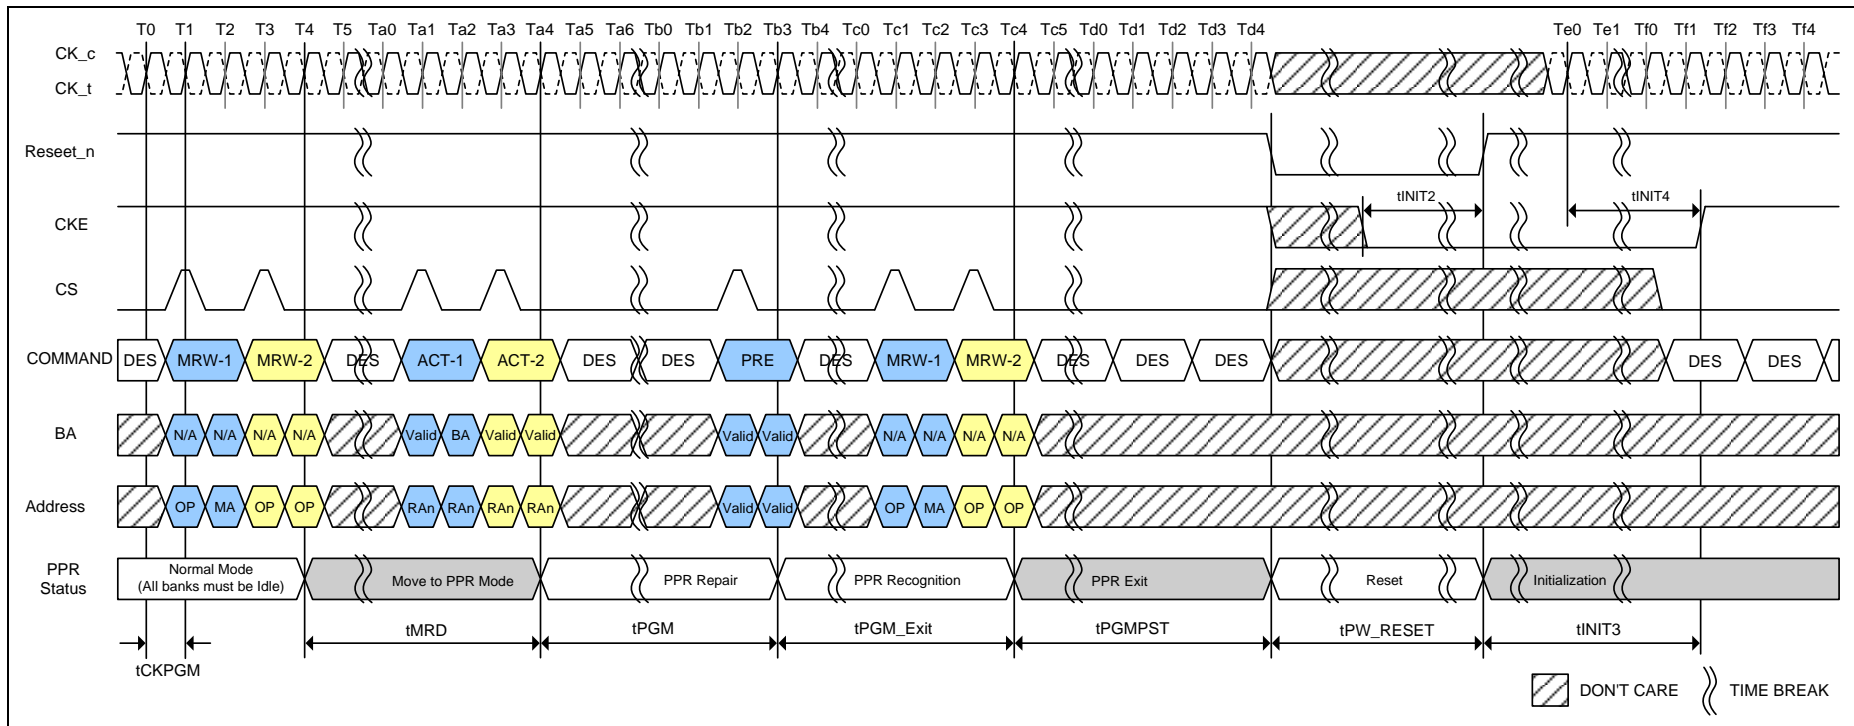 T0 T1 T2 T3 T4 T5 Ta0 Ta1 Ta2 Ta3 Ta4 Ta5 Ta6 Tb0 Tb1 Tb2 Tb3 Tb4 Tc0 Tc1 Tc2 Tc3 Tc4 Tc5 Td0 Td1 Td2 Td3 Td4 Te0 Te1 Tf0 Tf1 Tf2 Tf3 Tf4
CK_c
CK_t
Reseet_n
CKE tINIT2 tINIT4
CS
COMMAND DES MRW-1 MRW-2 DES ACT-1 ACT-2 DES DES PRE DES MRW-1 MRW-2 DES DES DES DES DES
BA N/A N/A N/A N/A Valid BA Valid Valid Valid Valid N/A N/A N/A N/A
Address OP MA OP OP RAn RAn RAn RAn Valid Valid OP MA OP OP
PPR Status
Normal Mode
(All banks must be Idle)
Move to PPR Mode PPR Repair PPR Recognition PPR Exit Reset Initialization
tMRD tPGM tPGM_Exit tPGMPST tPW_RESET tINIT3
tCKPGM
DON'T CARE TIME BREAK